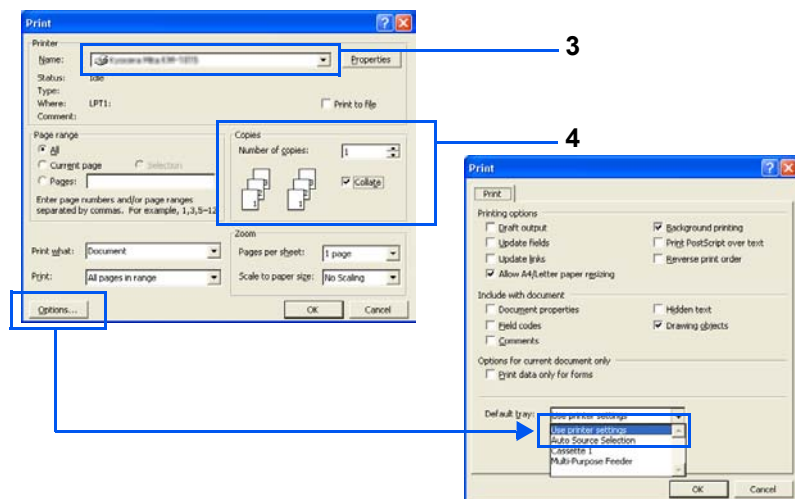 Print
Printer
Name:
Properties
Status: Idle
Type:
Where: LPT1:
Print to file
Comment:
3
Page range
All
Current page Selection
Pages:
Enter page numbers and/or page ranges
separated by commas. For example, 1,3,5-12
Copies
Number of copies: 1
Collate
4
Print what: Document
Print: All pages in range
Zoom
Pages per sheet: 1 page
Scale to paper size: No Scaling
Options...
OK Cancel
Print
Print
Printing options
Draft output
Update fields
Update links
Allow A4/Letter paper resizing
Background printing
Print PostScript over text
Reverse print order
Include with document
Document properties
Field codes
Comments
Hidden text
Drawing objects
Options for current document only
Print data only for forms
Default tray: Use printer settings
Use printer settings
Auto Source Selection
Cassette 1
Multi-Purpose Feeder
OK Cancel